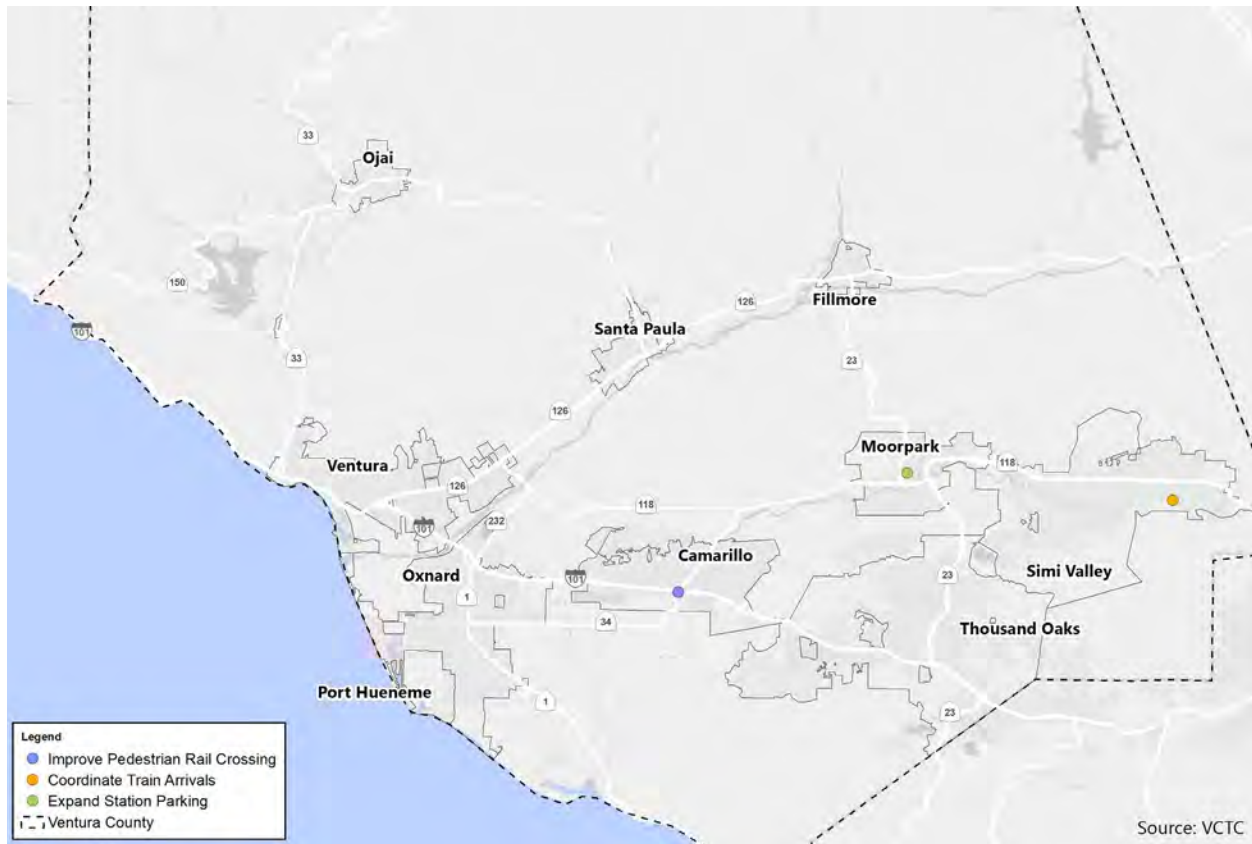 33
Ojai
150
101
Fillmore
126
Santa Paula
33
23
126
Moorpark
Ventura
118
126
118
101
232
Camarillo
Oxnard
101
23
Simi Valley
1
34
Thousand Oaks
Port Hueneme
1
23
Legend
Improve Pedestrian Rail Crossing
Coordinate Train Arrivals
Expand Station Parking
Ventura County
Source: VCTC